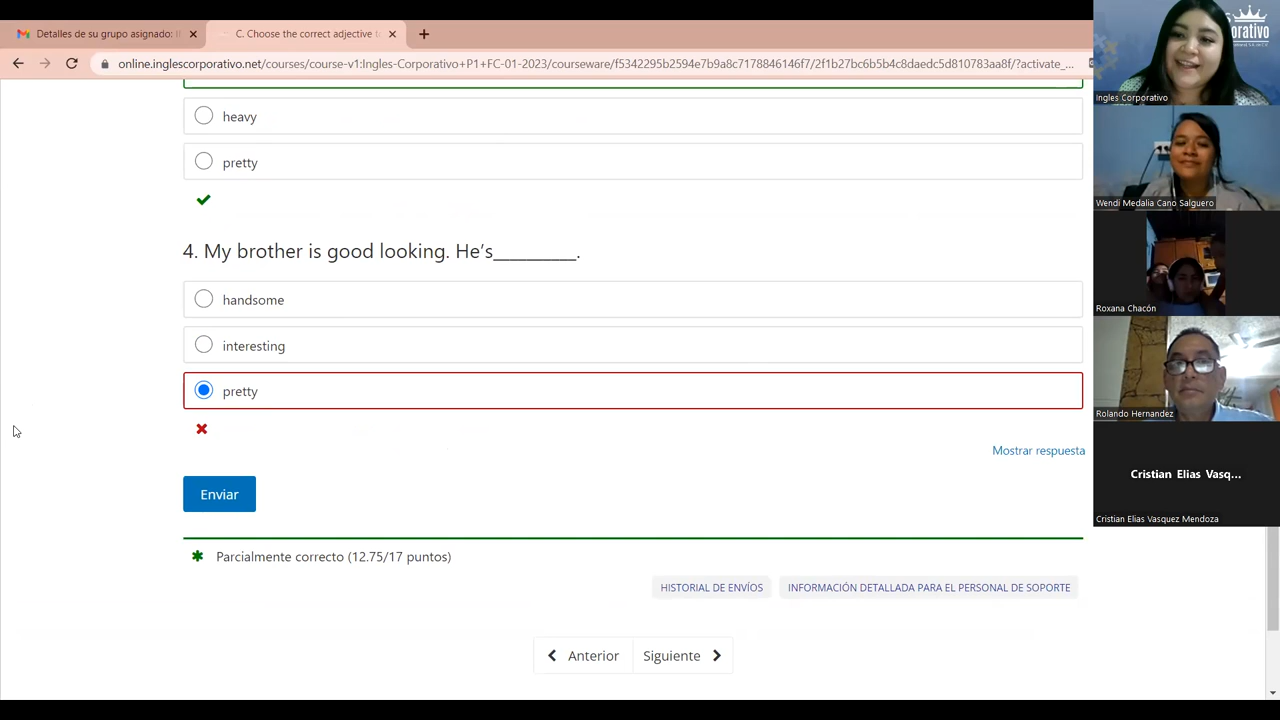 Detalles de su grupo asignado: t
C. Choose the correct adjective t
online.inglescorporativo.net/courses/course-v1:Ingles-Corporativo+P1+FC-01-2023/courseware/f5342295b2594e7b9a8c7178846146f7/2f1b27bc6b5b4c8daedc5d810783aa8f/?activate_...
heavy
pretty
4. My brother is good looking. He’s__________.
handsome
interesting
pretty
Mostrar respuesta
Enviar
Parcialmente correcto (12.75/17 puntos)
HISTORIAL DE ENVÍOS
INFORMACIÓN DETALLADA PARA EL PERSONAL DE SOPORTE
Anterior
Siguiente
Ingles Corporativo
Wendi Medalia Cano Salguero
Roxana Chacón
Rolando Hernandez
Cristian Elias Vasq...
Cristian Elias Vasquez Mendoza